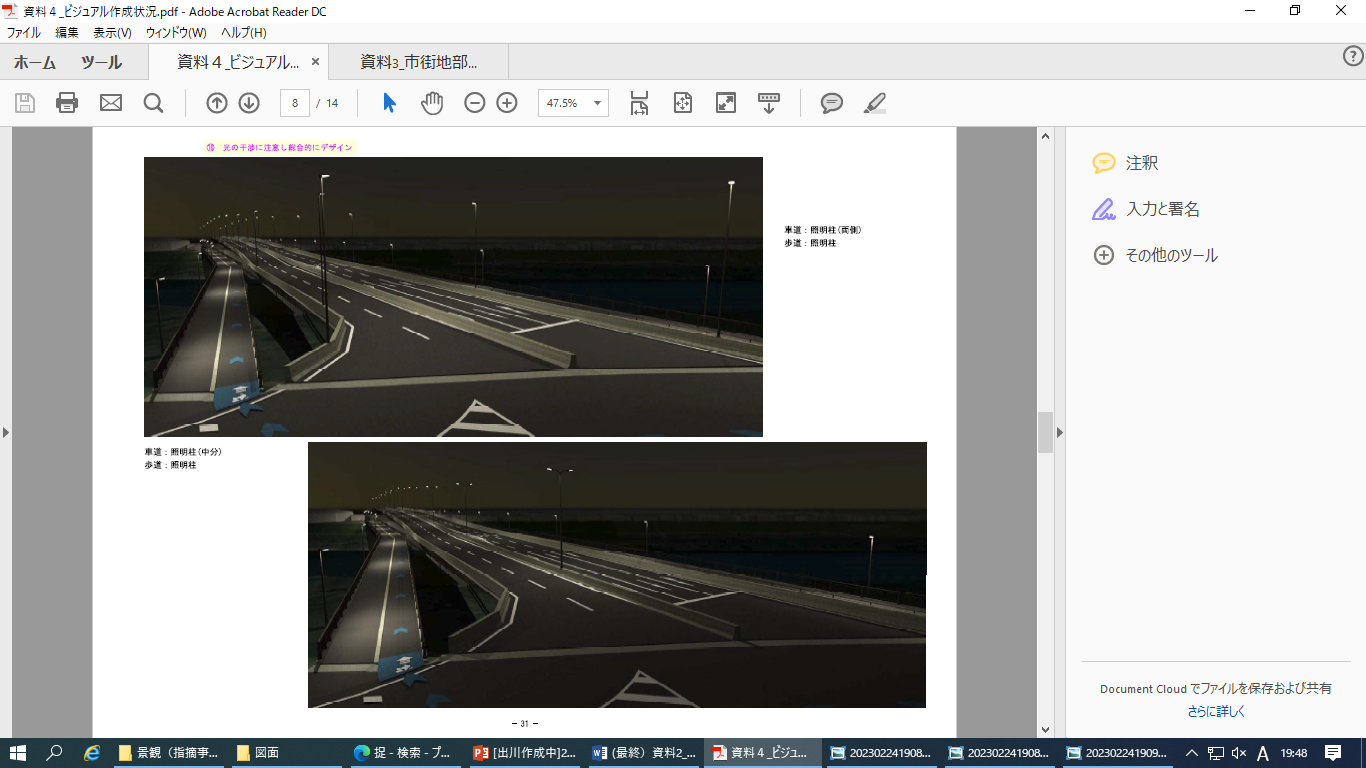 資料４_ビジュアル作成状況.pdf - Adobe Acrobat Reader DC
ファイル 編集 表示(V) ウィンドウ(W) ヘルプ(H)
ホーム ツール 資料４_ビジュアル... × 資料3_市街地部...
8 / 14 47.5%
⑱ 光の干渉に注意し総合的にデザイン
車道：照明柱(両側)
歩道：照明柱
車道：照明柱(中分)
歩道：照明柱
－ 31 －
注釈
入力と署名
その他のツール
Document Cloud でファイルを保存および共有
さらに詳しく
景観（指摘事... 図面 捉 - 検索 - プ... [出川作成中]2... (最終）資料2_... 資料４_ビジュ... 202302241908... 202302241908... 202302241909... A 19:48